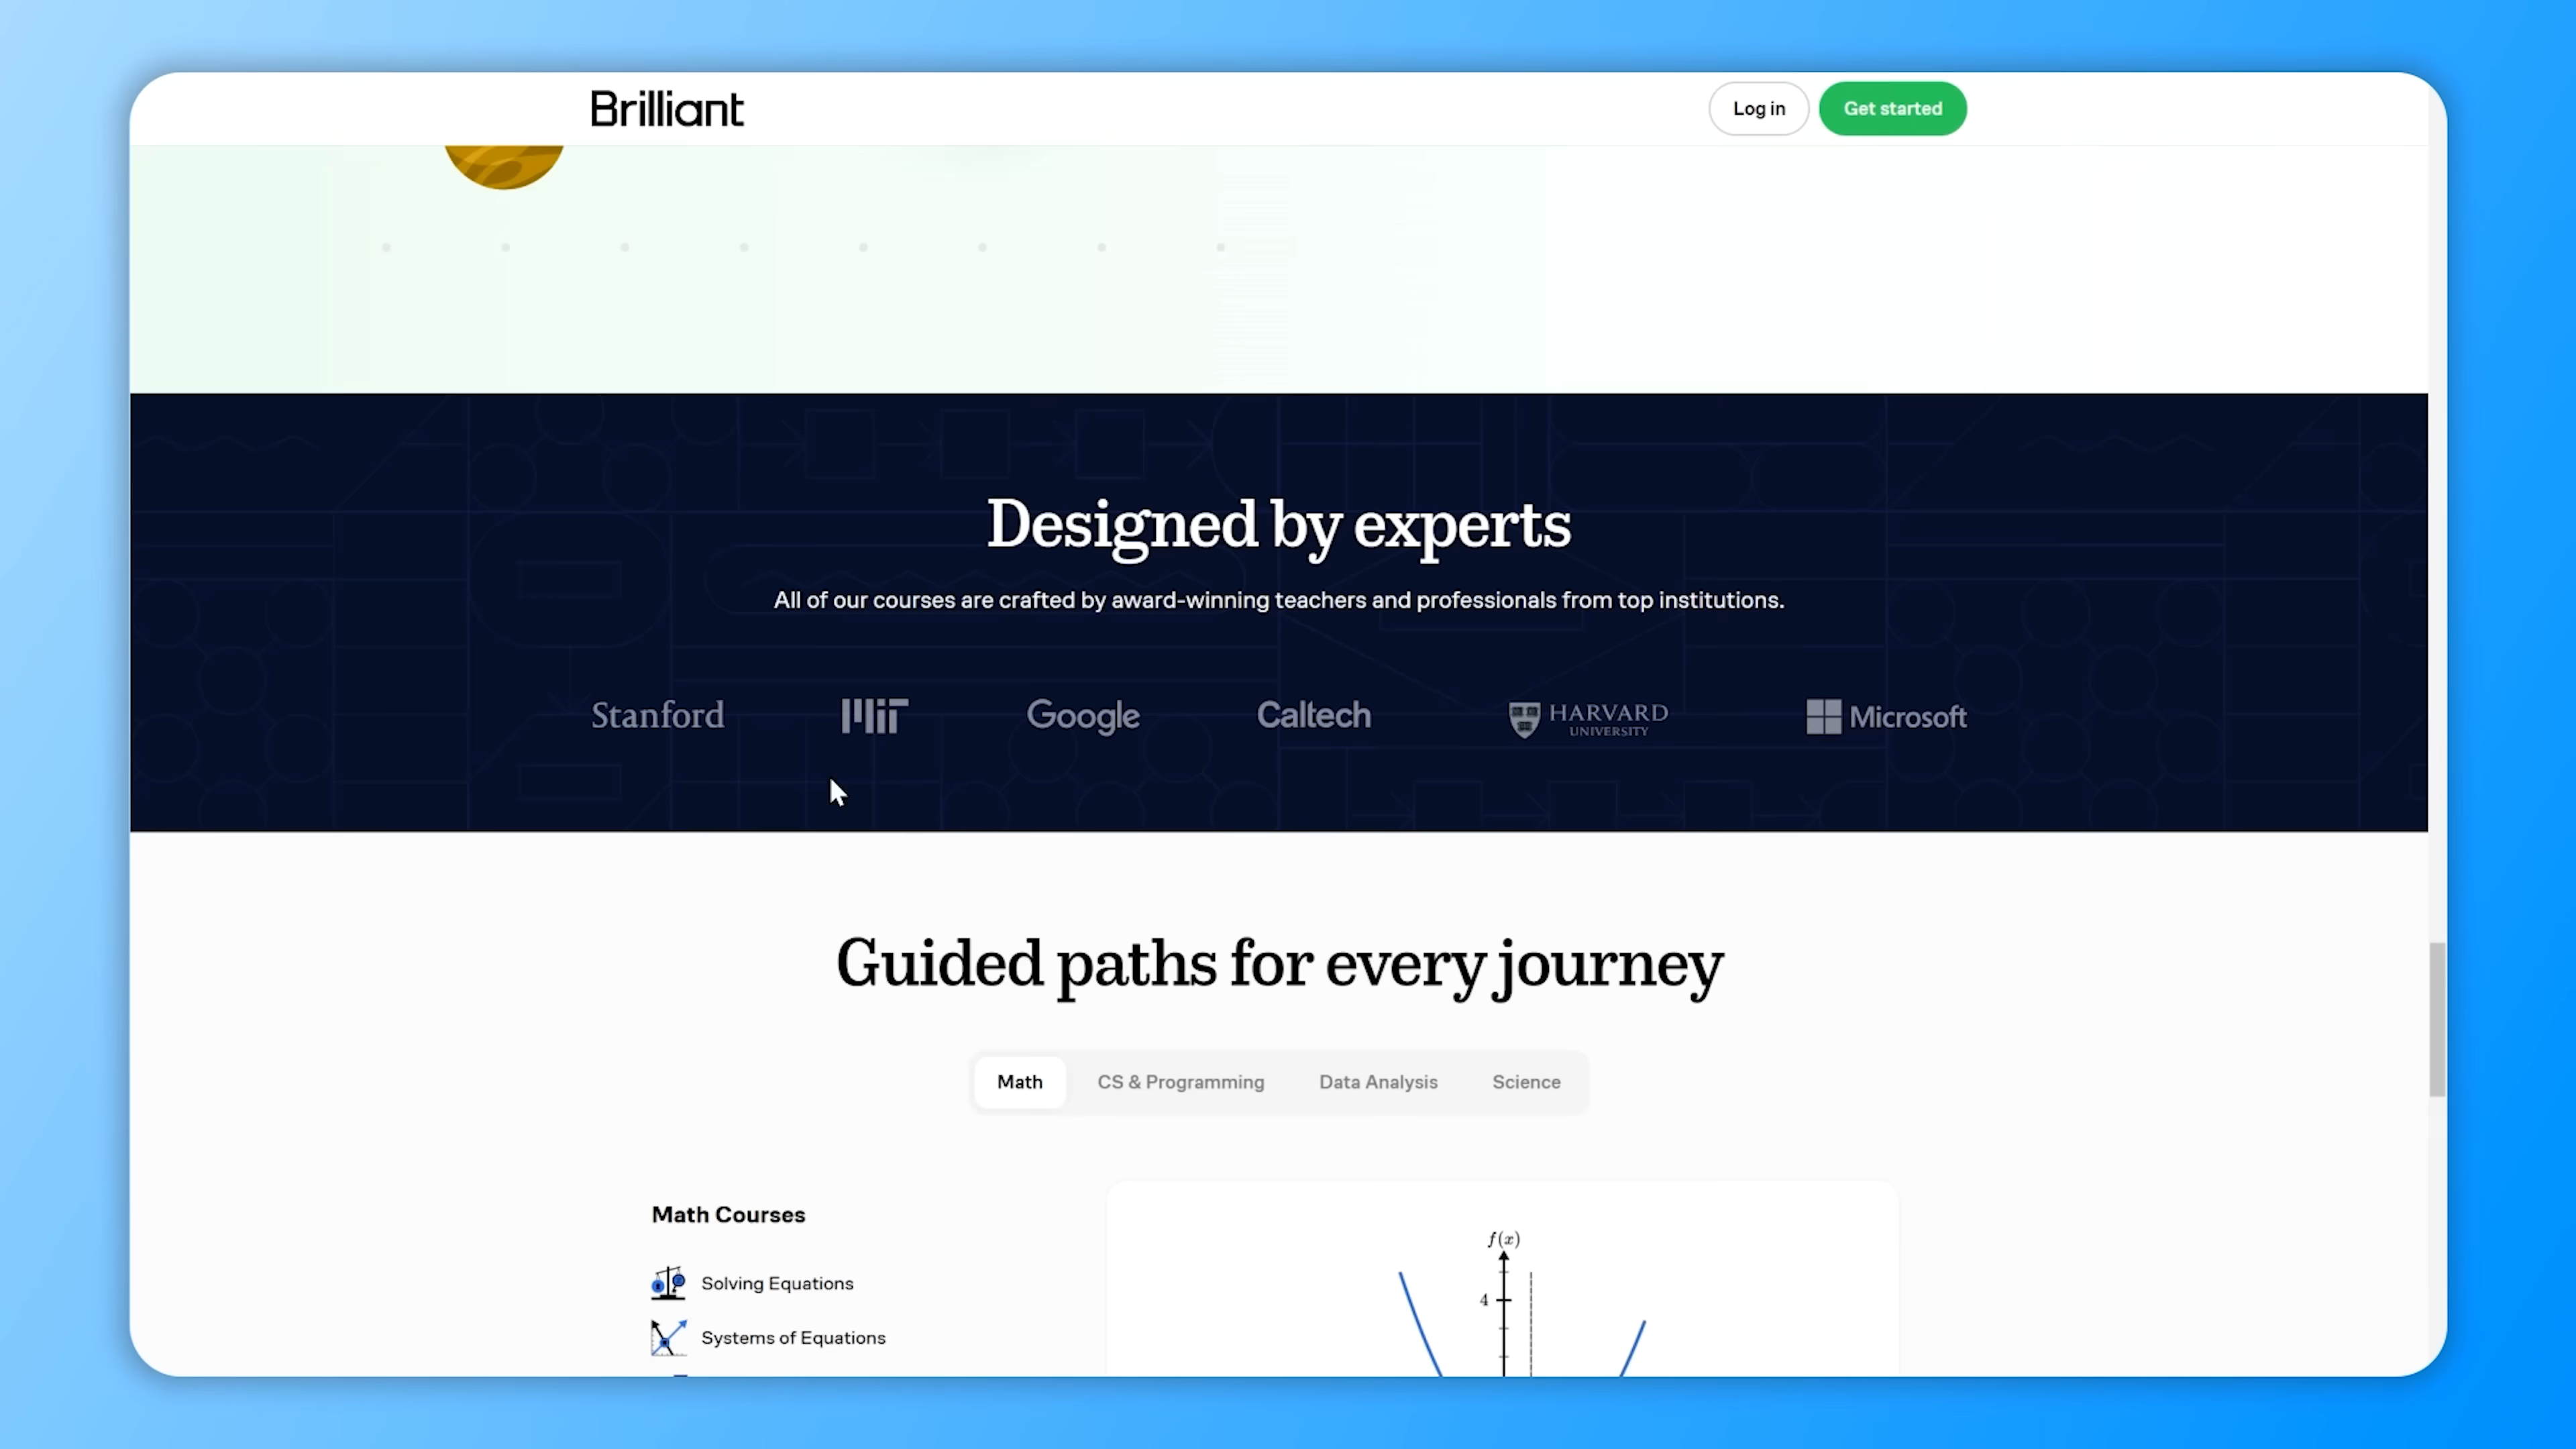 Brilliant
Log in
Get started
Designed by experts
All of our courses are crafted by award-winning teachers and professionals from top institutions.
Stanford
MIT
Google
Caltech
HARVARD
UNIVERSITY
Microsoft
Guided paths for every journey
Math
CS & Programming
Data Analysis
Science
Math Courses
f(x)
Solving Equations
4
Systems of Equations